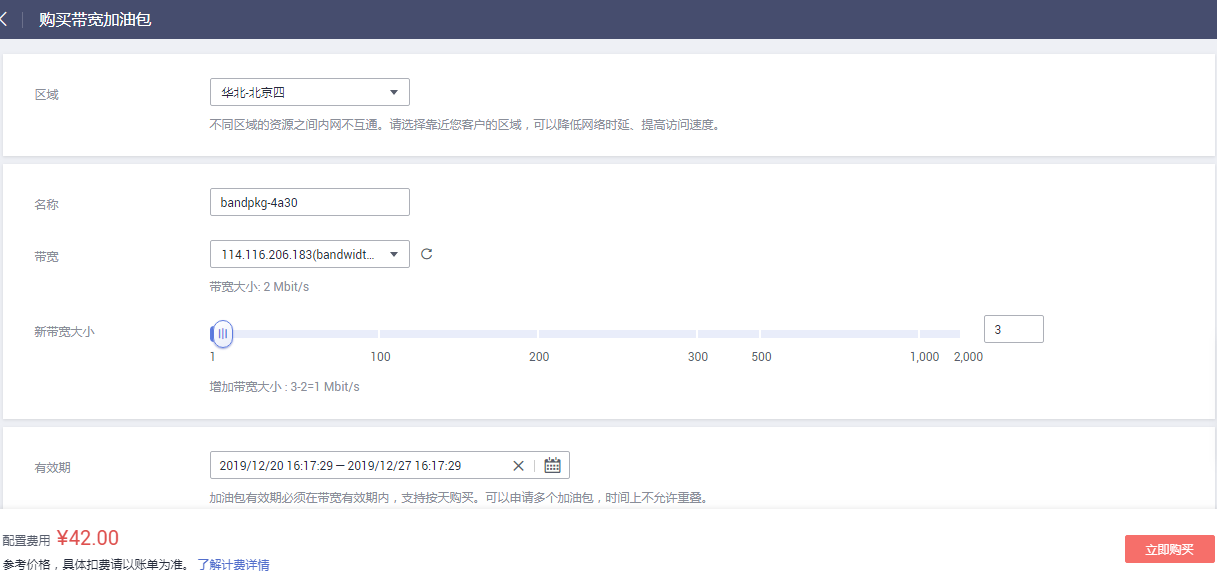 购买带宽加油包
区域
华北-北京四
不同区域的资源之间内网不互通。请选择靠近您客户的区域，可以降低网络时延、提高访问速度。
名称
bandpkg-4a30
带宽
114.116.206.183(bandwidt...
带宽大小: 2 Mbit/s
新带宽大小
3
1 100 200 300 500 1,000 2,000
增加带宽大小 : 3-2=1 Mbit/s
有效期
2019/12/20 16:17:29 – 2019/12/27 16:17:29
加油包有效期必须在带宽有效期内，支持按天购买。可以申请多个加油包，时间上不允许重叠。
配置费用 ¥42.00
立即购买
参考价格，具体扣费请以账单为准。 了解计费详情